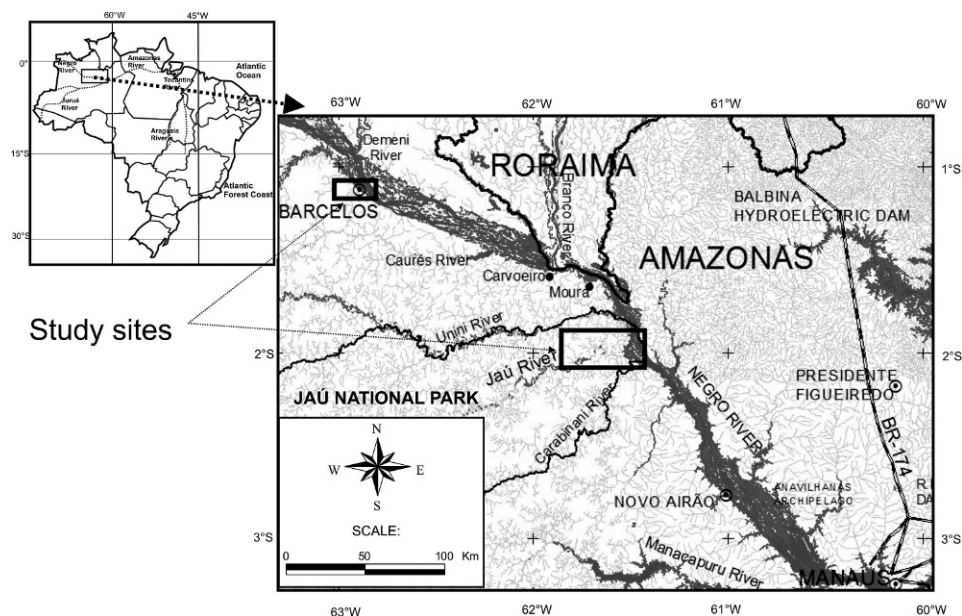 60°W 45°W
0°
15°S
30°S
Negro
River
Amazonas
River
Atlantic
Ocean
Tocantins
Juruá
River
Araguaia
River
Atlantic
Forest Coast
63°W 62°W 61°W 60°W
Demeni
River
RORAIMA
Branco River
1°S
BALBINA
HYDROELECTRIC DAM
BARCELOS
AMAZONAS
Caurés River
Carvoeiro
Moura
Study sites
Unini River
2°S 2°S
Jaú River
JAÚ NATIONAL PARK
Carabinani River
NEGRO RIVER
PRESIDENTE
FIGUEIREDO
BR-174
N
W E
S
SCALE:
0 50 100 Km
NOVO AIRÃO
ANAVILHANAS
ARCHIPELAGO
3°S 3°S
Manacapuru River
MANAUS
63°W 62°W 61°W 60°W